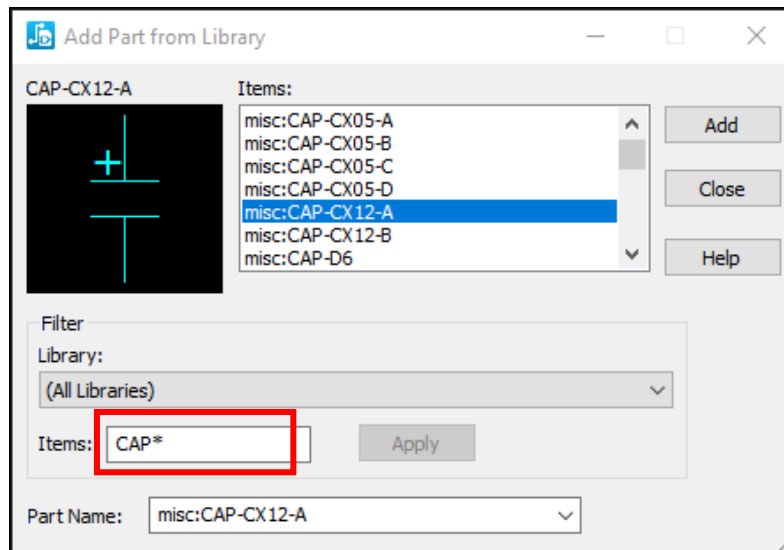 Add Part from Library
CAP-CX12-A
Items:
misc:CAP-CX05-A
misc:CAP-CX05-B
misc:CAP-CX05-C
misc:CAP-CX05-D
misc:CAP-CX12-A
misc:CAP-CX12-B
misc:CAP-D6
Add
Close
Help
Filter
Library:
(All Libraries)
Items: CAP*
Apply
Part Name: misc:CAP-CX12-A